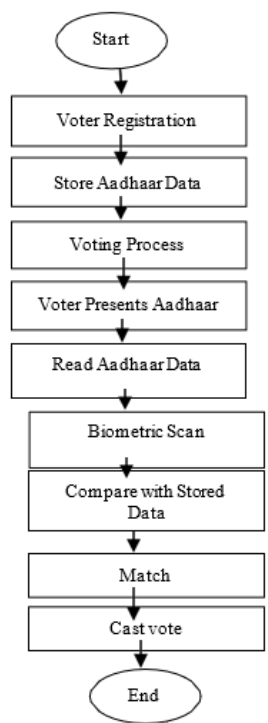 Start
Voter Registration
Store Aadhaar Data
Voting Process
Voter Presents Aadhaar
Read Aadhaar Data
Biometric Scan
Compare with Stored
Data
Match
Cast vote
End